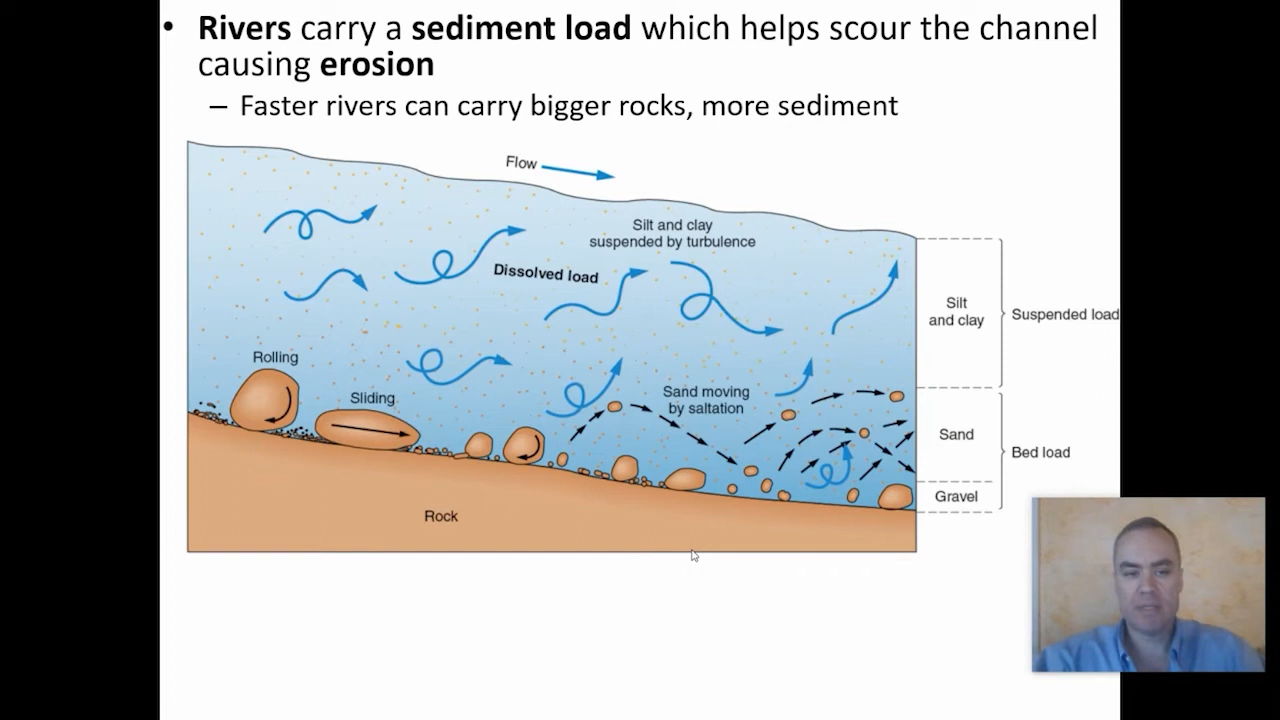 • Rivers carry a sediment load which helps scour the channel
causing erosion
– Faster rivers can carry bigger rocks, more sediment
Flow
Silt and clay
suspended by turbulence
Dissolved load
Silt
and clay
Suspended load
Rolling
Sliding
Sand moving
by saltation
Sand
Bed load
Gravel
Rock